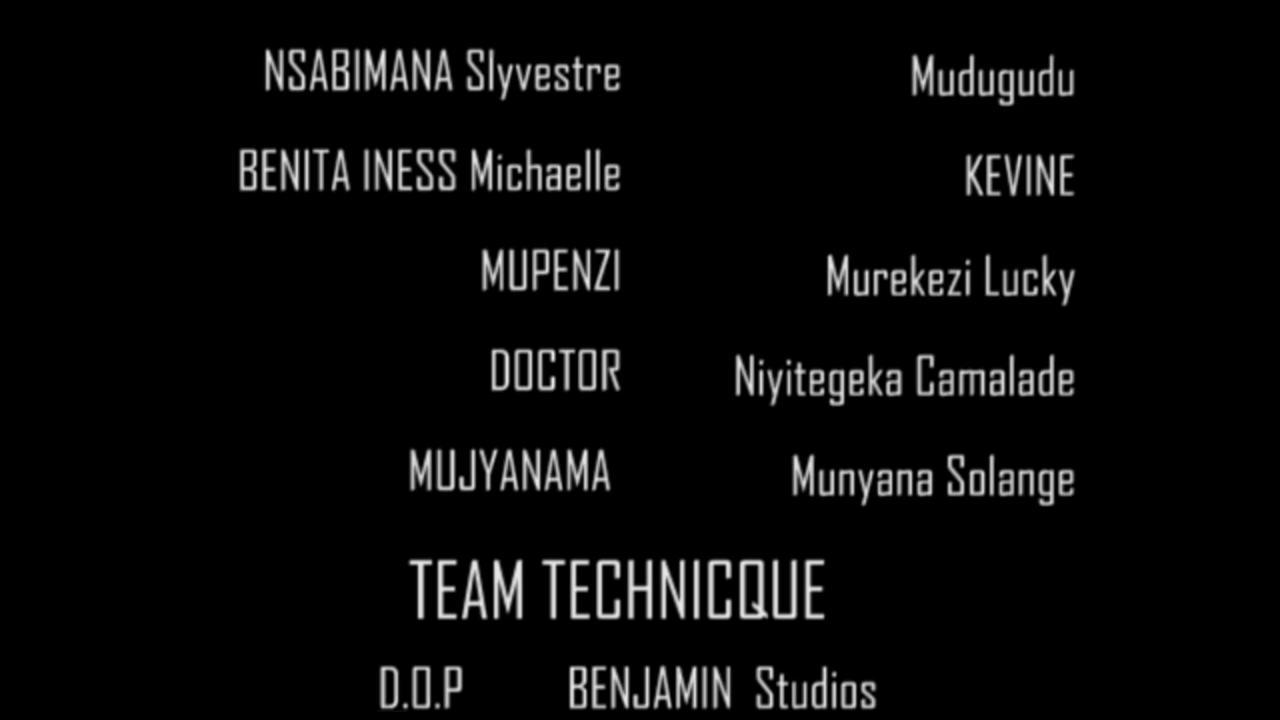 NSABIMANA Slyvestre Mudugudu
BENITA INESS Michaelle KEVINE
MUPENZI Murekezi Lucky
DOCTOR Niyitegeka Camalade
MUJYANAMA Munyana Solange
TEAM TECHNICQUE
D.O.P BENJAMIN Studios